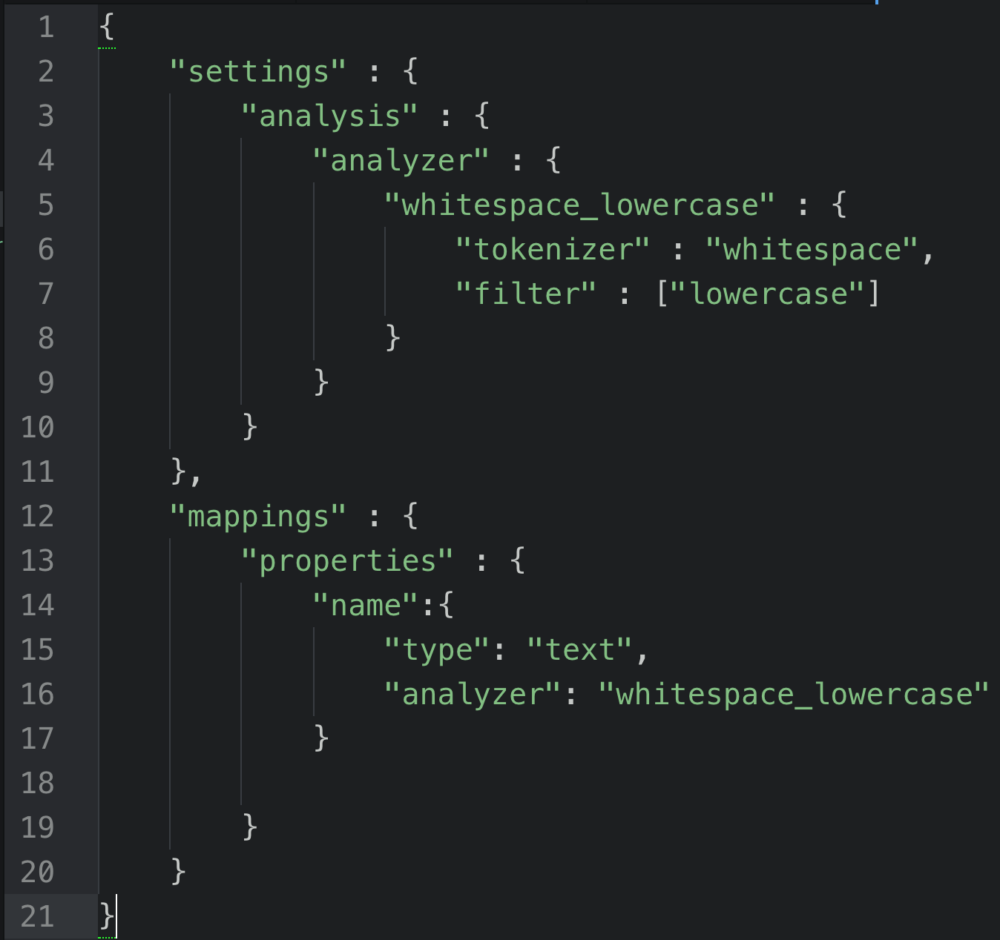 1 {
2     "settings" : {
3         "analysis" : {
4             "analyzer" : {
5                 "whitespace_lowercase" : {
6                     "tokenizer" : "whitespace",
7                     "filter" : ["lowercase"]
8                 }
9             }
10         }
11     },
12     "mappings" : {
13         "properties" : {
14             "name":{
15                 "type": "text",
16                 "analyzer": "whitespace_lowercase"
17             }
18
19         }
20     }
21 }